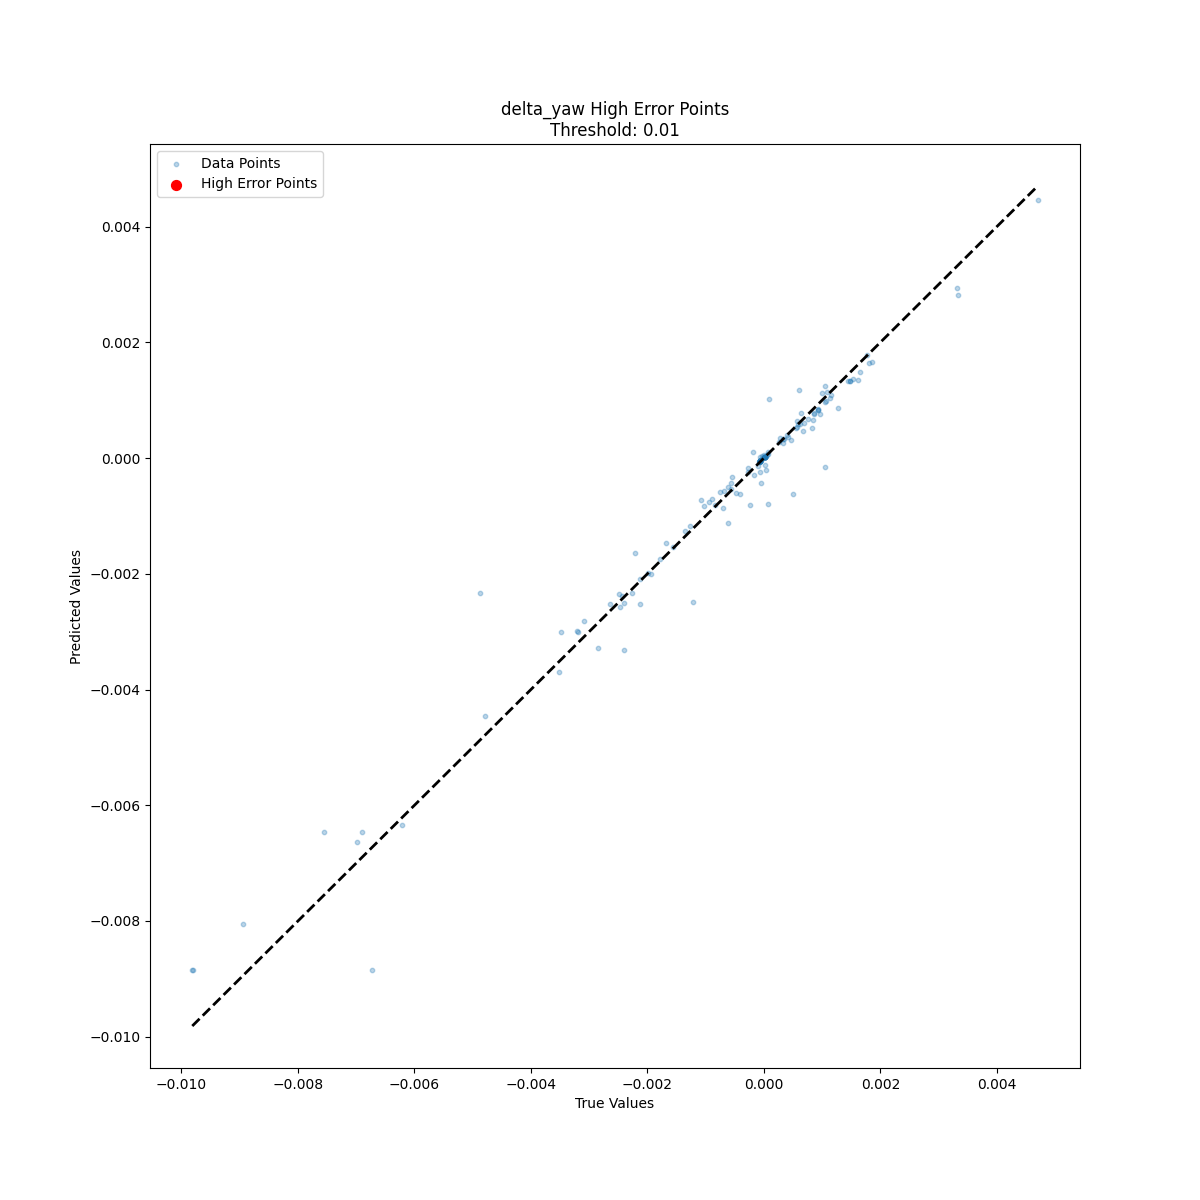 delta_yaw High Error Points
Threshold: 0.01
Data Points
High Error Points
0.004
0.002
0.000
−0.002
−0.004
−0.006
−0.008
−0.010
Predicted Values
−0.010 −0.008 −0.006 −0.004 −0.002 0.000 0.002 0.004
True Values